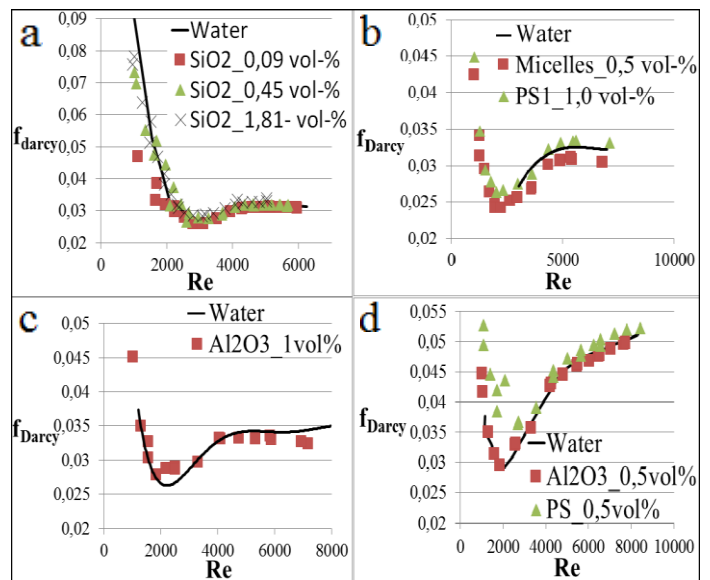 a
Water
SiO2_0,09 vol-%
SiO2_0,45 vol-%
SiO2_1,81- vol-%
f_darcy
0,09
0,08
0,07
0,06
0,05
0,04
0,03
0,02
0 2000 4000 6000
Re
b
Water
Micelles_0,5 vol-%
PS1_1,0 vol-%
f_Darcy
0,05
0,045
0,04
0,035
0,03
0,025
0,02
0 5000 10000
Re
c
Water
Al2O3_1vol%
f_Darcy
0,05
0,045
0,04
0,035
0,03
0,025
0,02
0 2000 4000 6000 8000
Re
d
Water
Al2O3_0,5vol%
PS_0,5vol%
f_Darcy
0,055
0,05
0,045
0,04
0,035
0,03
0,025
0,02
0 2000 4000 6000 8000 10000
Re